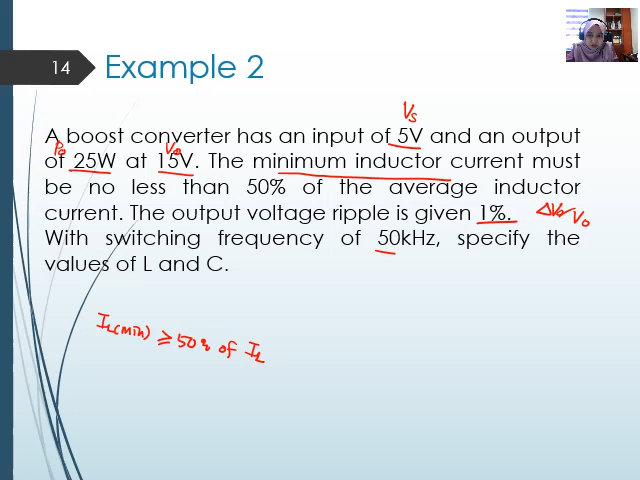 14
Example 2
Vs
A boost converter has an input of 5V and an output
Po
Vo
of 25W at 15V. The minimum inductor current must
be no less than 50% of the average inductor
current. The output voltage ripple is given 1%.
ΔVo/Vo
With switching frequency of 50kHz, specify the
values of L and C.
IL(min) ≥ 50% of IL